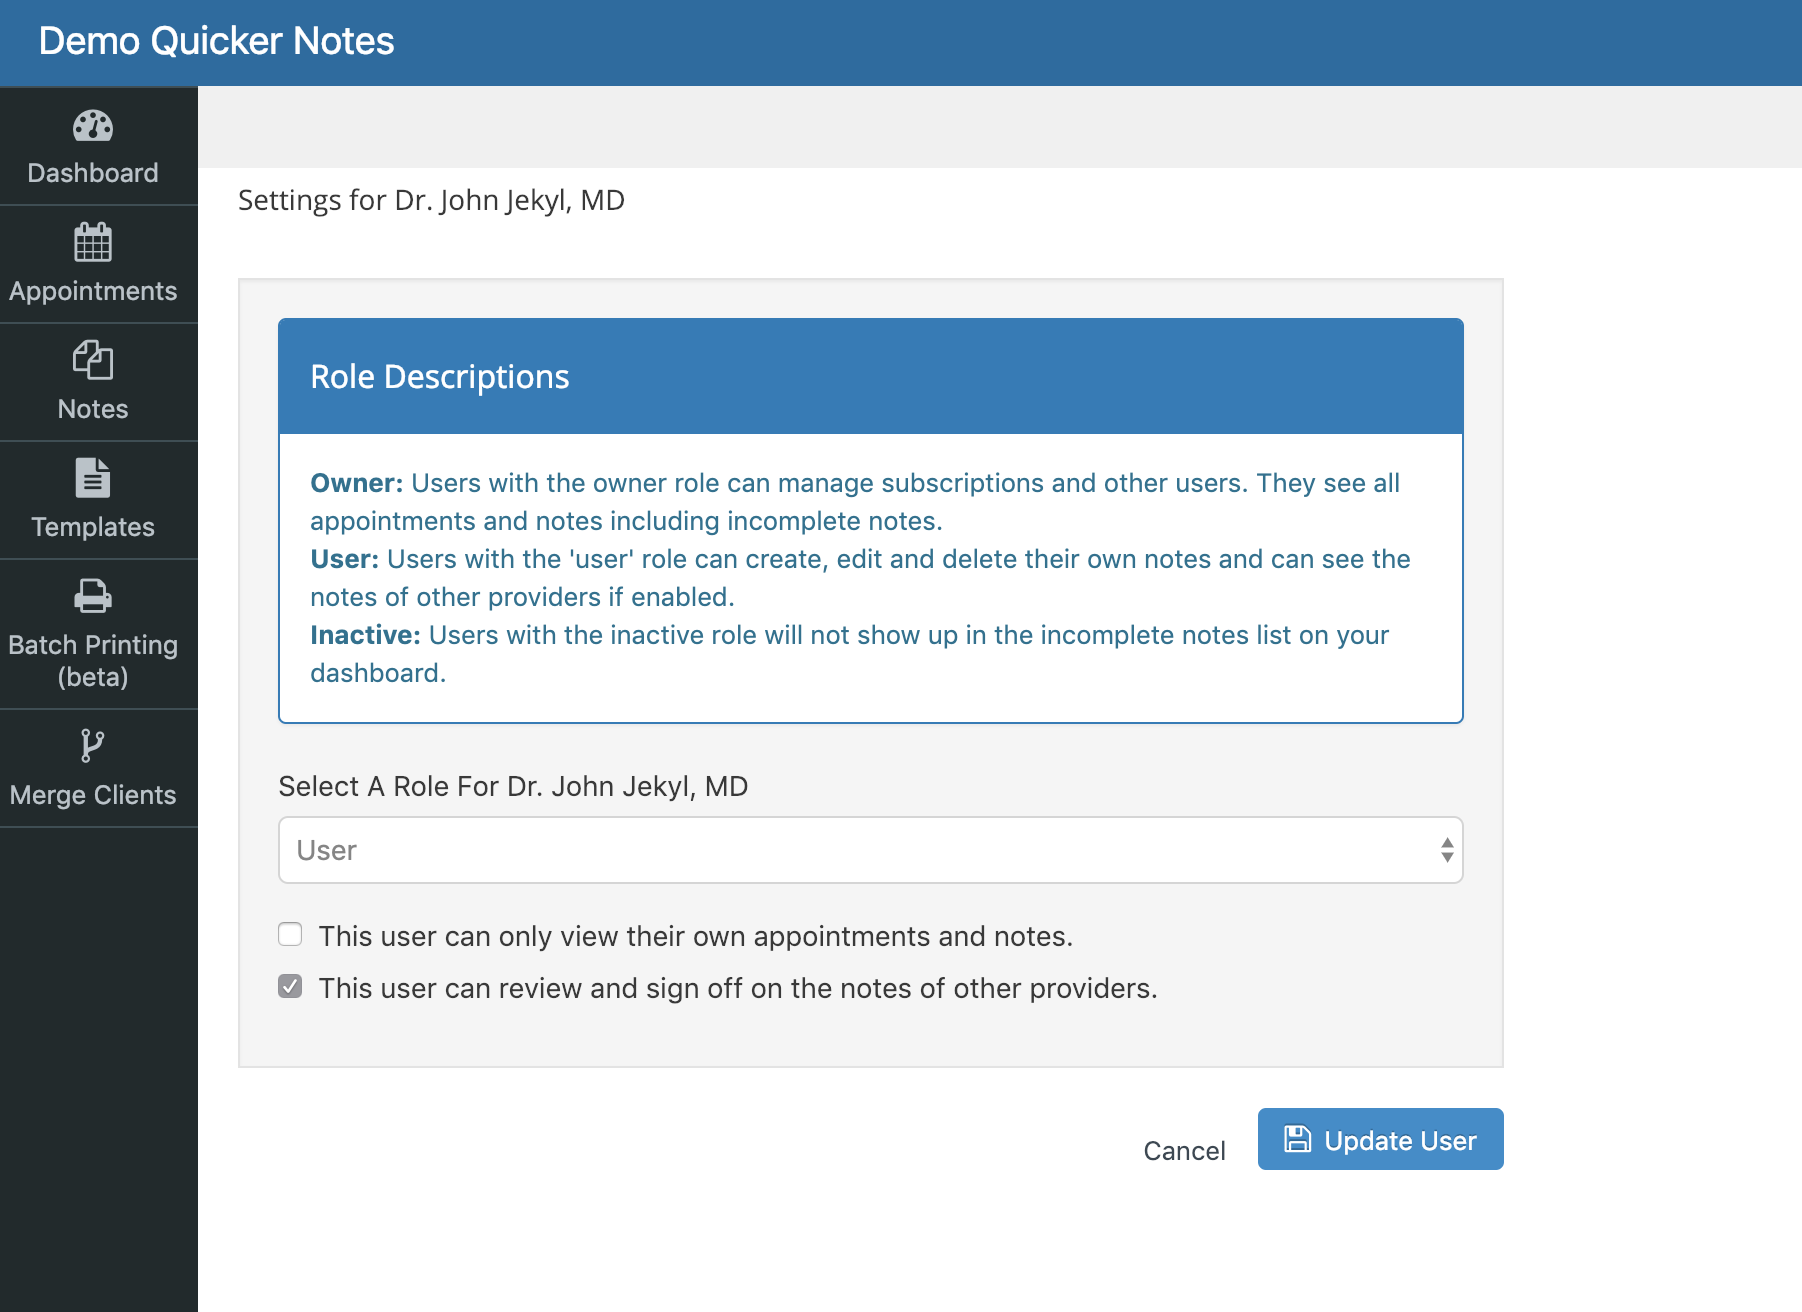 Demo Quicker Notes
Dashboard
Appointments
Notes
Templates
Batch Printing
(beta)
Merge Clients
Settings for Dr. John Jekyl, MD
Role Descriptions
Owner: Users with the owner role can manage subscriptions and other users. They see all
appointments and notes including incomplete notes.
User: Users with the 'user' role can create, edit and delete their own notes and can see the
notes of other providers if enabled.
Inactive: Users with the inactive role will not show up in the incomplete notes list on your
dashboard.
Select A Role For Dr. John Jekyl, MD
User
This user can only view their own appointments and notes.
This user can review and sign off on the notes of other providers.
Cancel
Update User